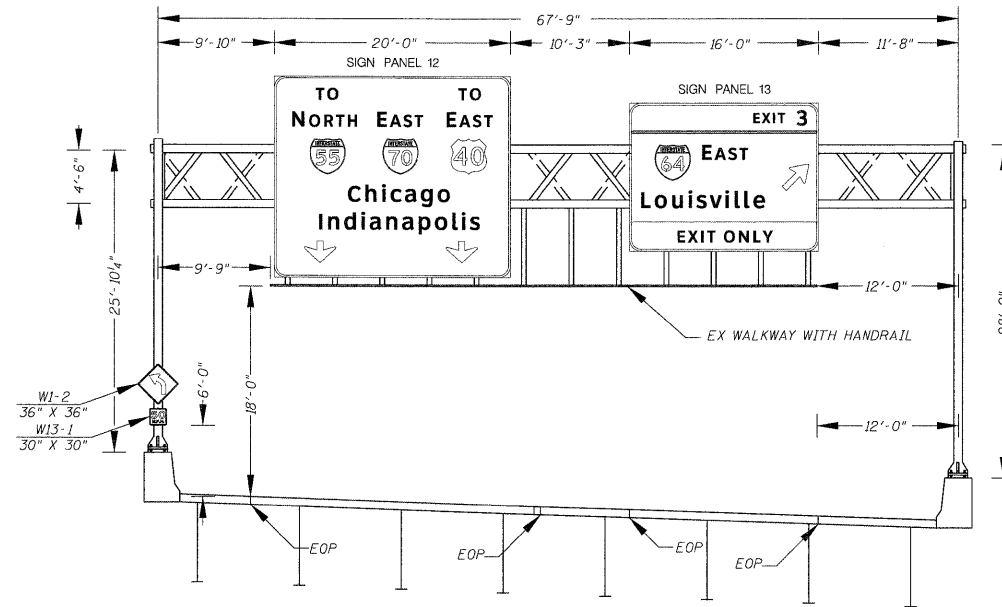 67'-9"
9'-10" 20'-0" 10'-3" 16'-0" 11'-8"
SIGN PANEL 12
SIGN PANEL 13
TO TO
NORTH EAST EAST
INTERSTATE 55 INTERSTATE 70 40
Chicago
Indianapolis
EXIT 3
INTERSTATE 64 EAST
Louisville
EXIT ONLY
4'-6"
25'-10¼"
9'-9"
12'-0"
EX WALKWAY WITH HANDRAIL
18'-0"
6'-0"
W1-2
36" X 36"
W13-1
30" X 30"
12'-0"
EOP
EOP
EOP
EOP